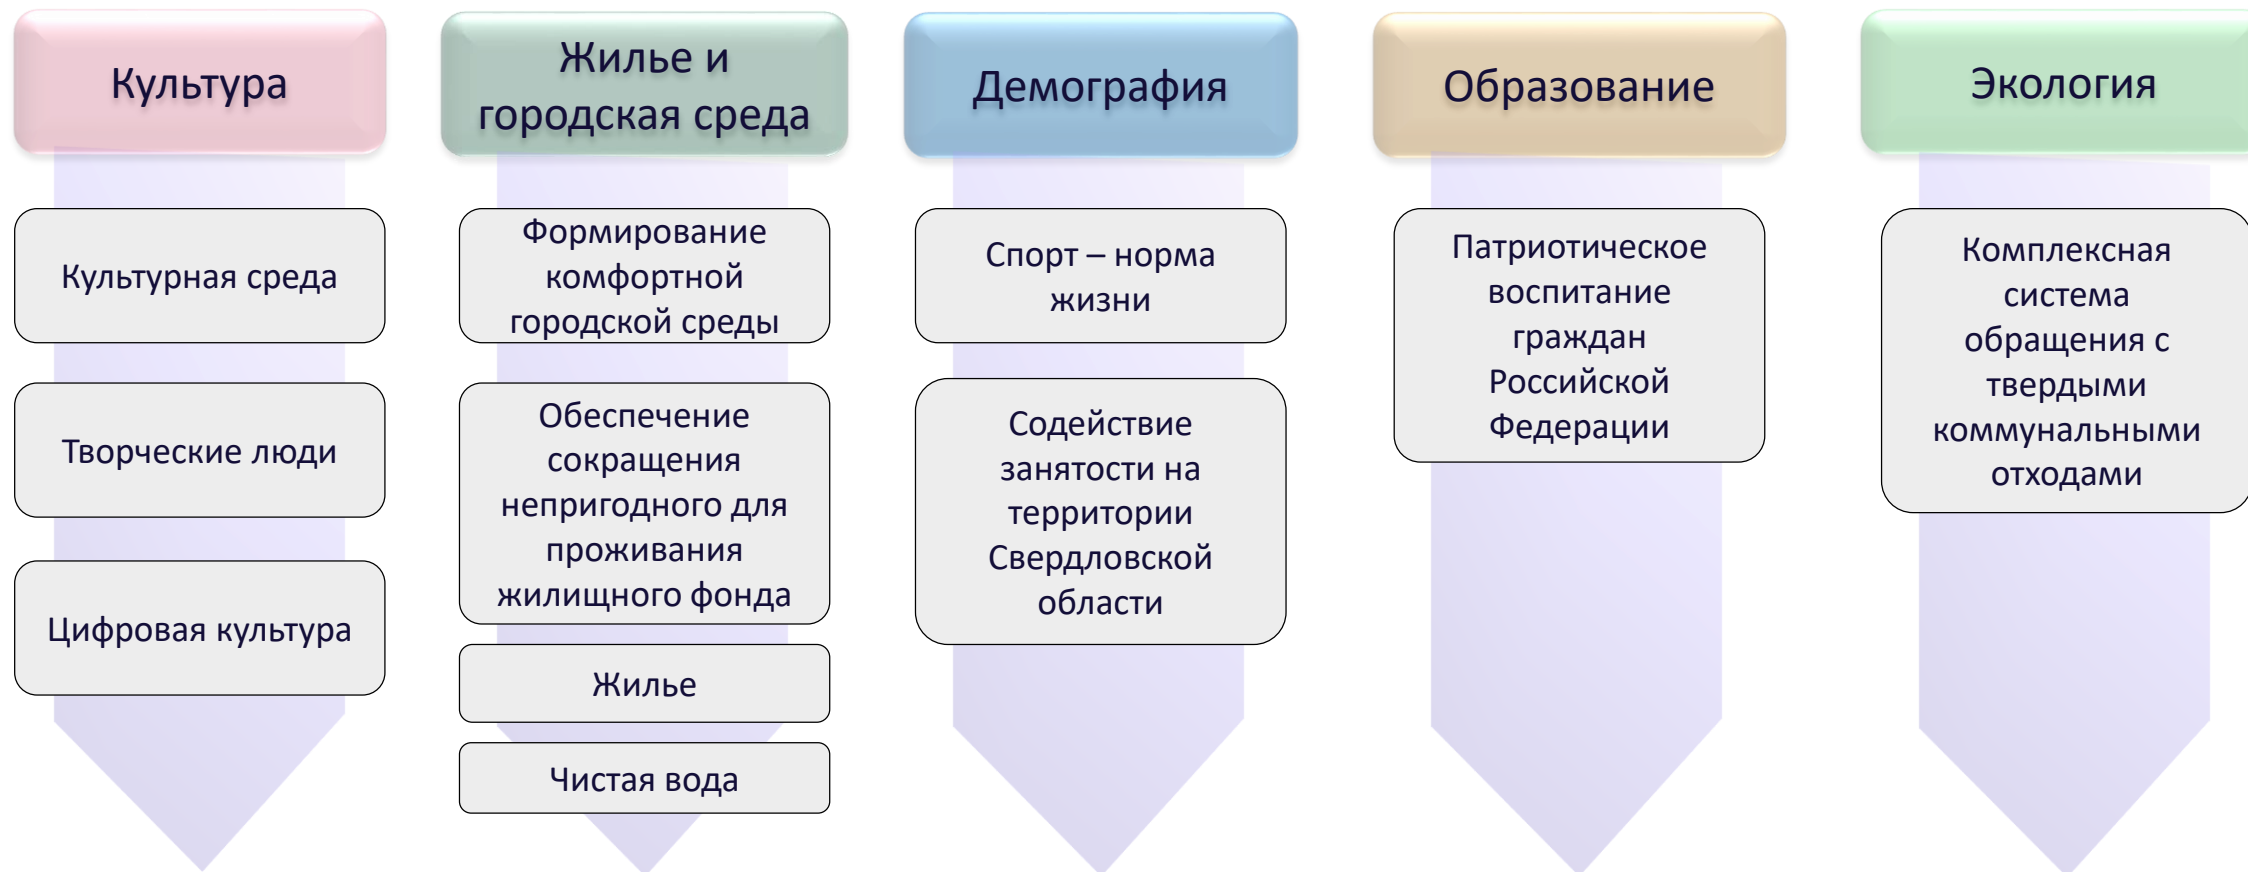 Культура
Культурная среда
Творческие люди
Цифровая культура
Жилье и
городская среда
Формирование
комфортной
городской среды
Обеспечение
сокращения
непригодного для
проживания
жилищного фонда
Жилье
Чистая вода
Демография
Спорт – норма
жизни
Содействие
занятости на
территории
Свердловской
области
Образование
Патриотическое
воспитание
граждан
Российской
Федерации
Экология
Комплексная
система
обращения с
твердыми
коммунальными
отходами